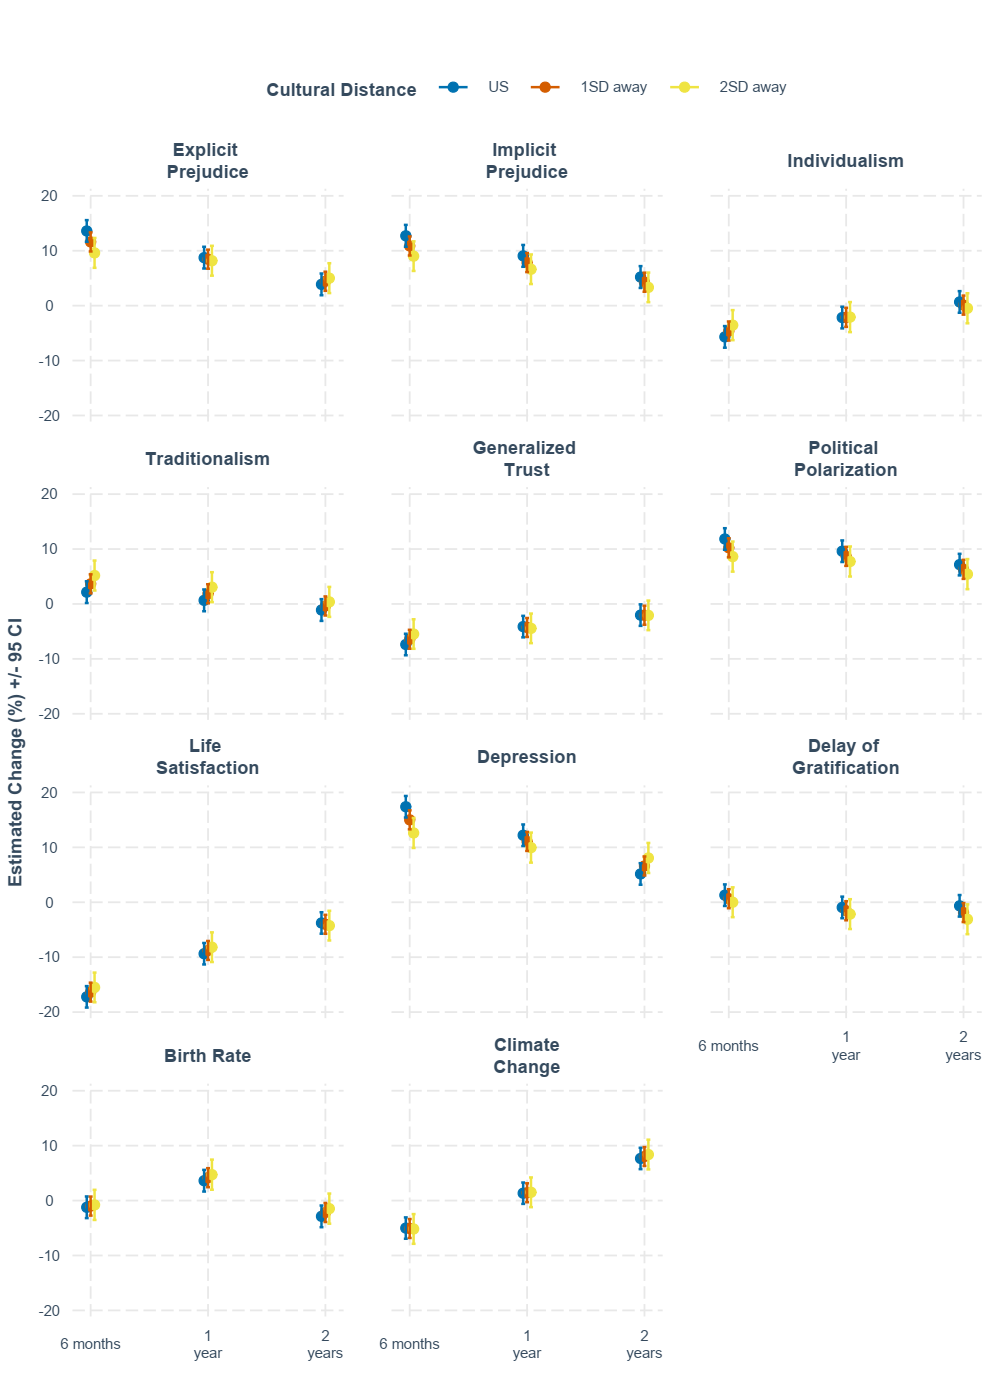 Cultural Distance US 1SD away 2SD away
Explicit
Prejudice
Implicit
Prejudice
Individualism
20
10
0
-10
-20
Traditionalism
Generalized
Trust
Political
Polarization
20
10
0
-10
-20
Estimated Change (%) +/- 95 CI
Life
Satisfaction
Depression
Delay of
Gratification
20
10
0
-10
-20
6 months
1
year
2
years
Birth Rate
Climate
Change
20
10
0
-10
-20
6 months
1
year
2
years
6 months
1
year
2
years